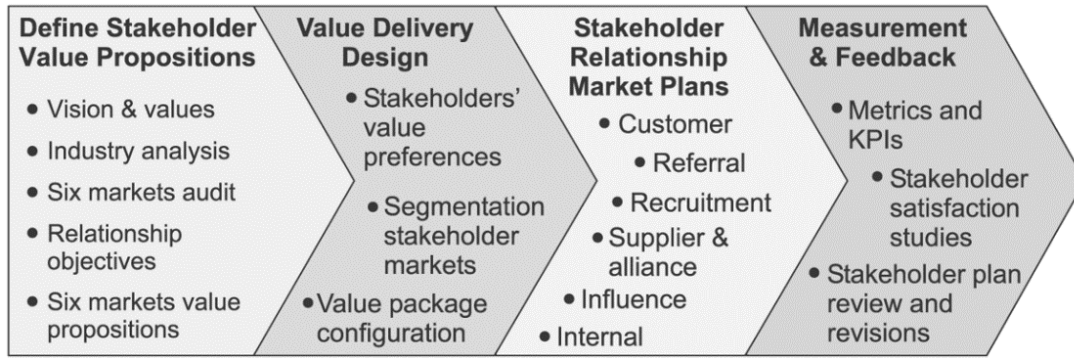 Define Stakeholder
Value Propositions
• Vision & values
• Industry analysis
• Six markets audit
• Relationship
objectives
• Six markets value
propositions
Value Delivery
Design
• Stakeholders’
value
preferences
• Segmentation
stakeholder
markets
• Value package
configuration
Stakeholder
Relationship
Market Plans
• Customer
• Referral
• Recruitment
• Supplier &
alliance
• Influence
• Internal
Measurement
& Feedback
• Metrics and
KPIs
• Stakeholder
satisfaction
studies
• Stakeholder plan
review and
revisions